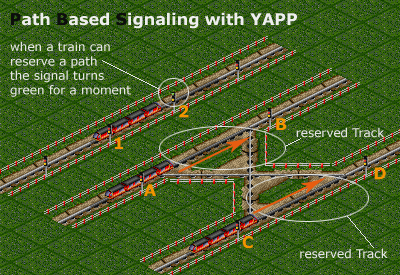 Path Based Signaling with YAPP
when a train can
reserve a path
the signal turns
green for a moment
2
1
B
reserved Track
A
D
C
reserved Track